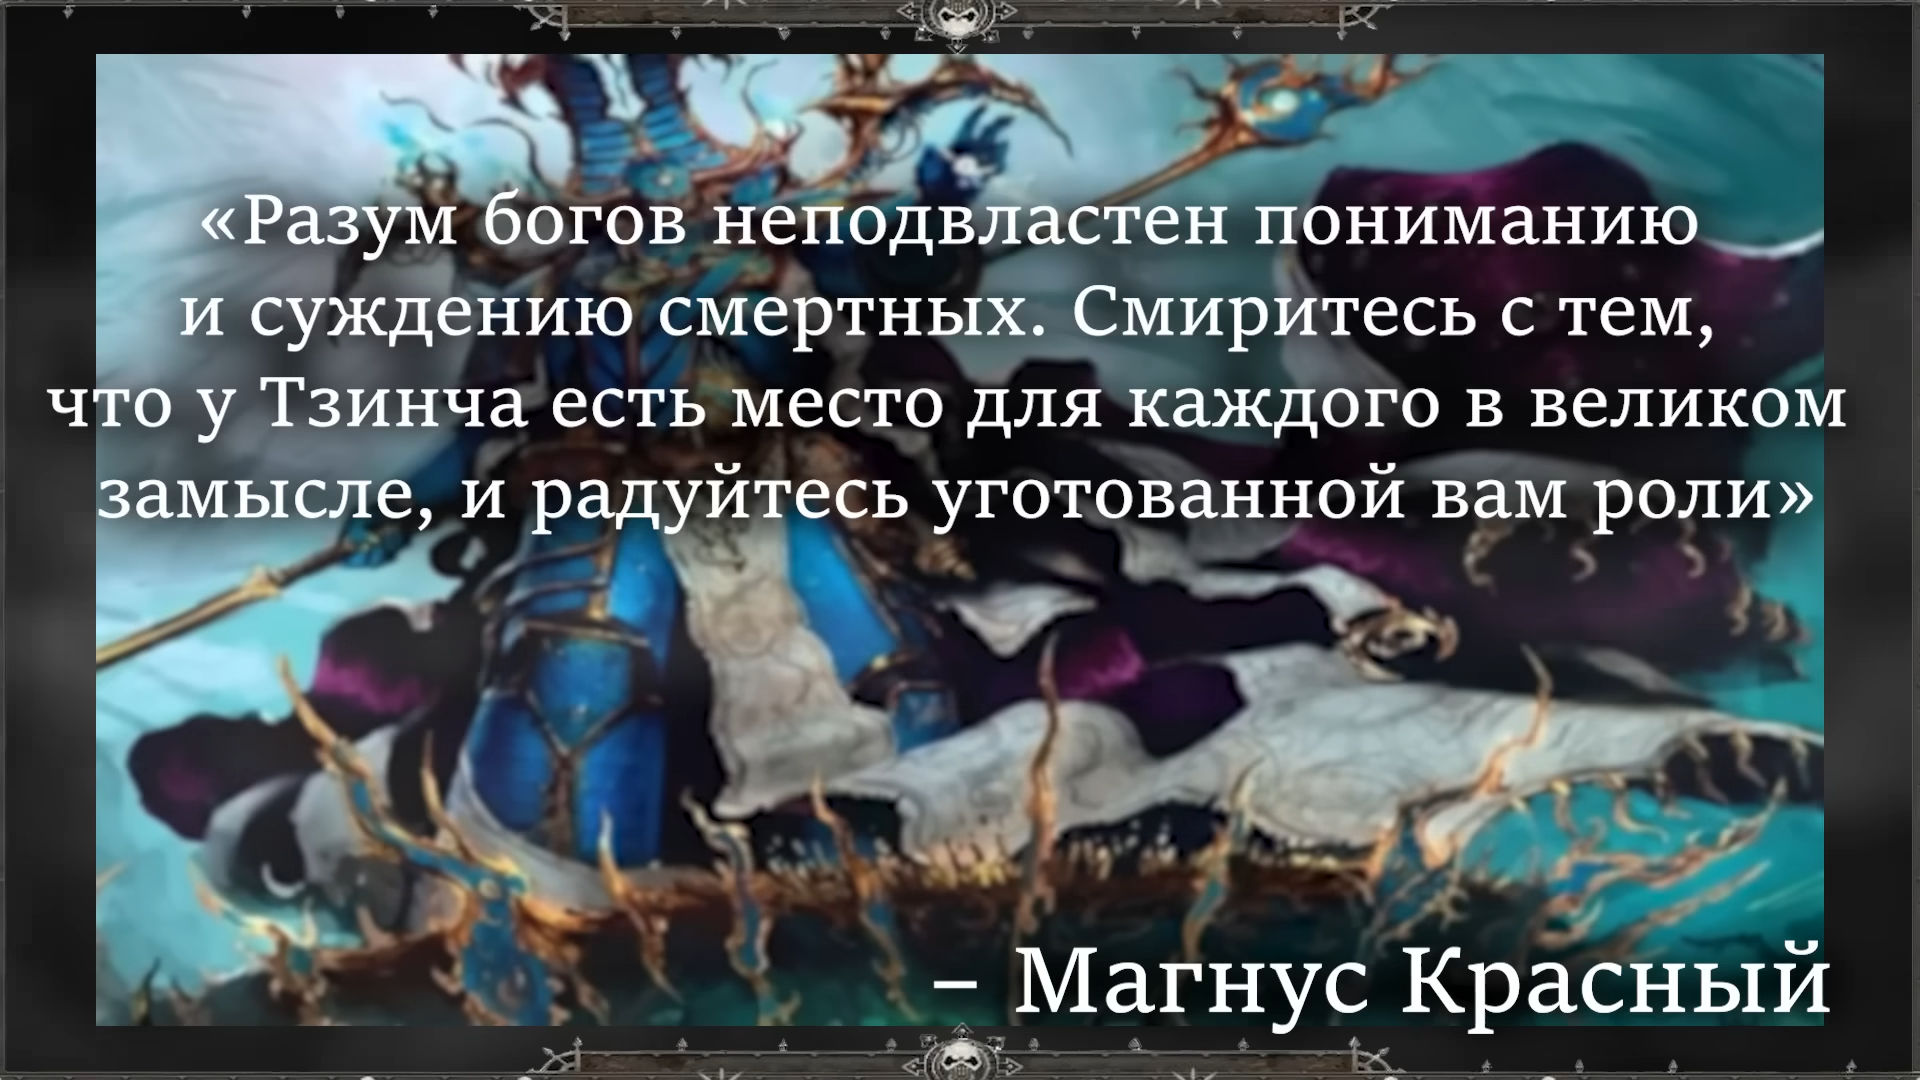 «Разум богов неподвластен пониманию
и суждению смертных. Смиритесь с тем,
что у Тзинча есть место для каждого в великом
замысле, и радуйтесь уготованной вам роли»
– Магнус Красный